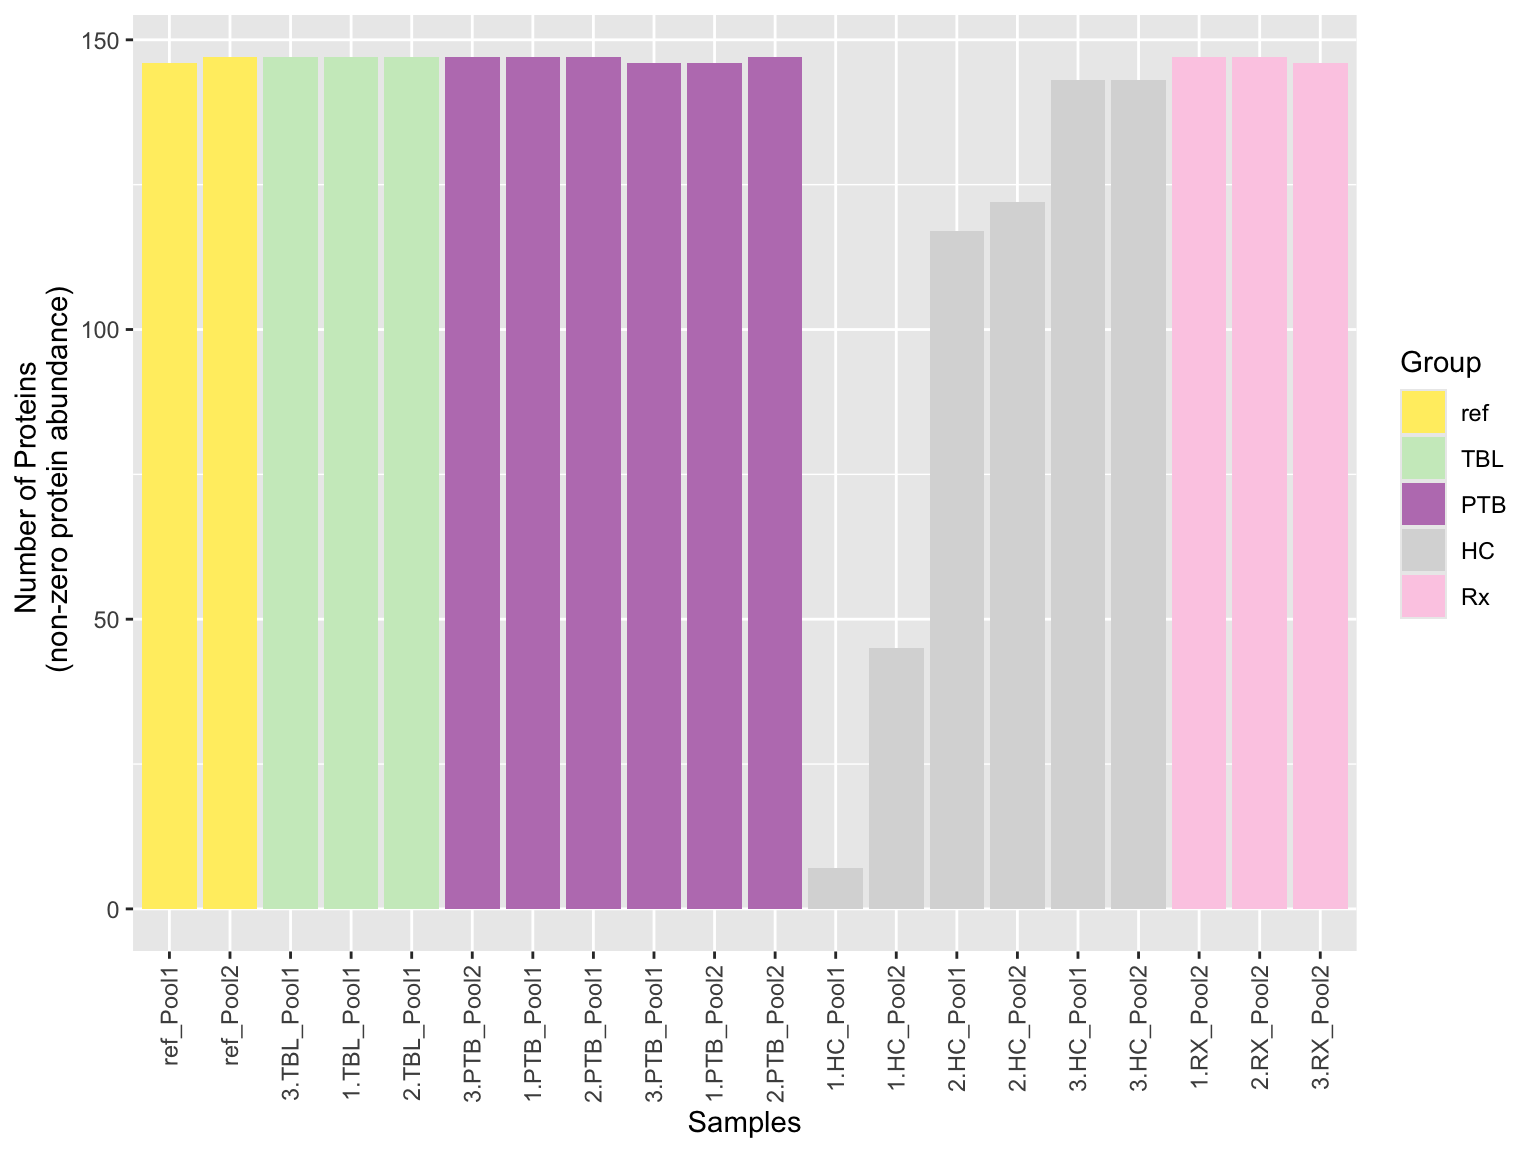 Number of Proteins
(non-zero protein abundance)
150
100
50
0
ref_Pool1
ref_Pool2
3.TBL_Pool1
1.TBL_Pool1
2.TBL_Pool1
3.PTB_Pool2
1.PTB_Pool1
2.PTB_Pool1
3.PTB_Pool1
1.PTB_Pool2
2.PTB_Pool2
1.HC_Pool1
1.HC_Pool2
2.HC_Pool1
2.HC_Pool2
3.HC_Pool1
3.HC_Pool2
1.RX_Pool2
2.RX_Pool2
3.RX_Pool2
Samples
Group
ref
TBL
PTB
HC
Rx